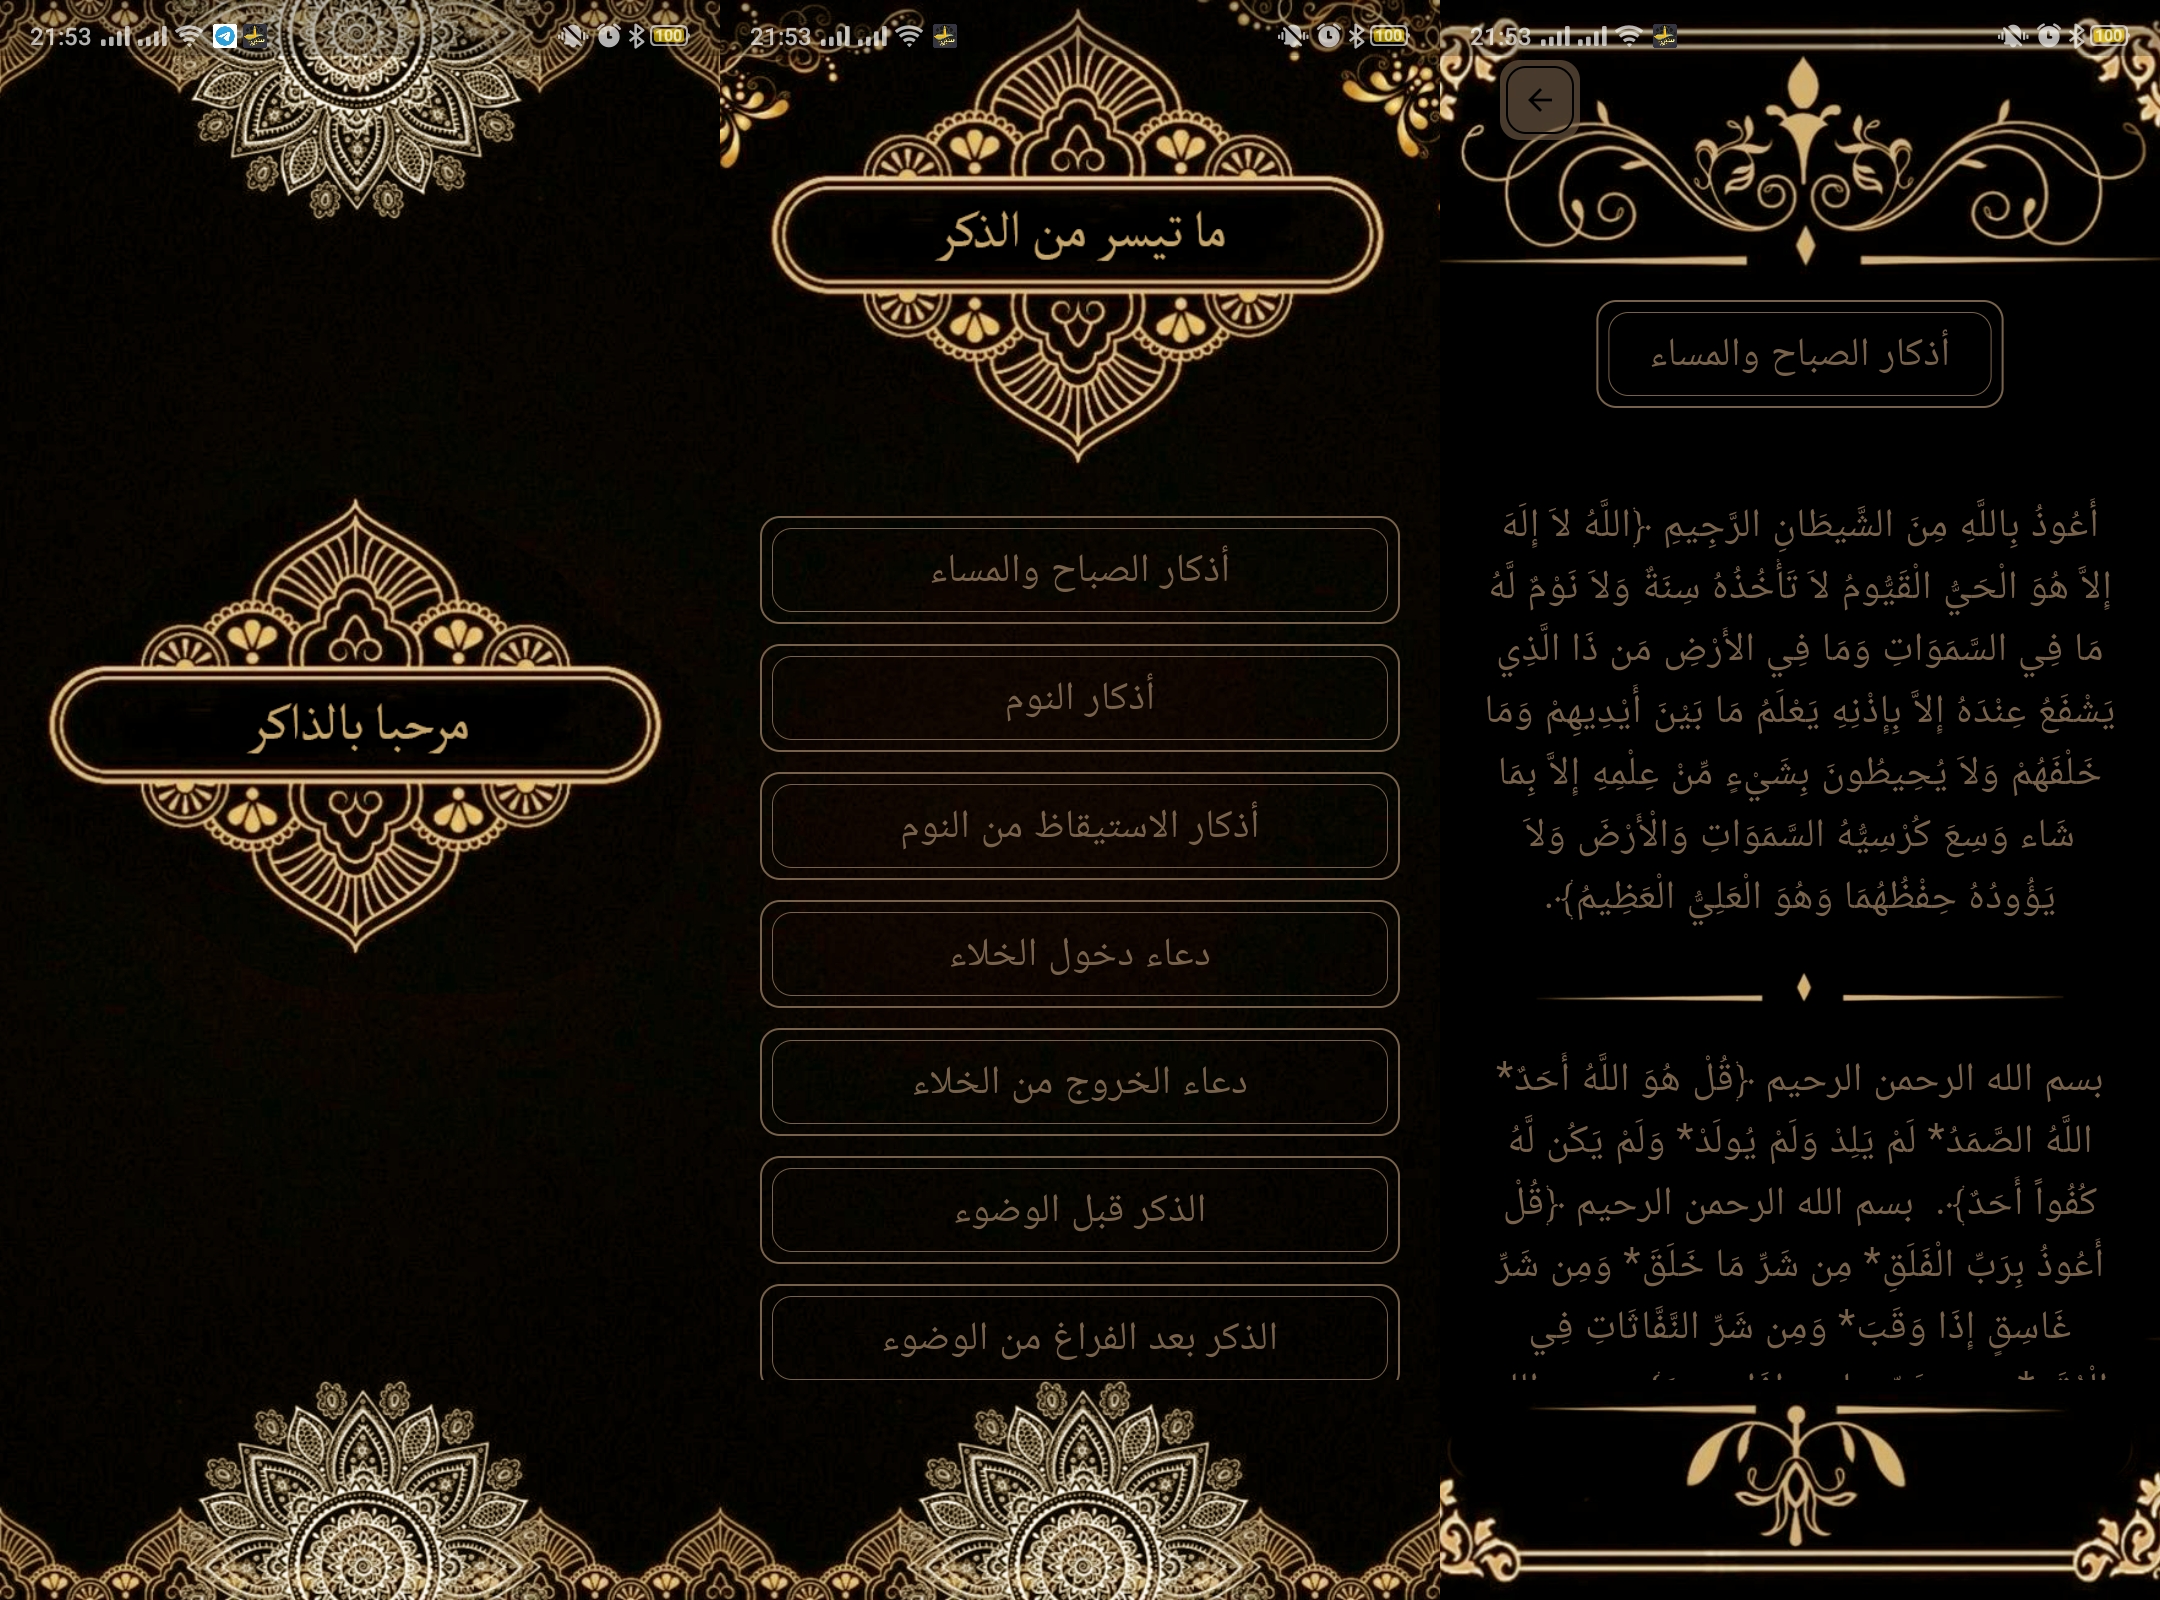 21:53
100
مرحبا بالذاكر
21:53
100
ما تيسر من الذكر
أذكار الصباح والمساء
أذكار النوم
أذكار الاستيقاظ من النوم
دعاء دخول الخلاء
دعاء الخروج من الخلاء
الذكر قبل الوضوء
الذكر بعد الفراغ من الوضوء
21:53
100
أذكار الصباح والمساء
أَعُوذُ بِاللَّهِ مِنَ الشَّيطَانِ الرَّجِيمِ ﴿اللَّهُ لاَ إِلَهَ
إِلاَّ هُوَ الْحَيُّ الْقَيُّومُ لاَ تَأْخُذُهُ سِنَةٌ وَلاَ نَوْمٌ لَّهُ
مَا فِي السَّمَوَاتِ وَمَا فِي الأَرْضِ مَن ذَا الَّذِي
يَشْفَعُ عِنْدَهُ إِلاَّ بِإِذْنِهِ يَعْلَمُ مَا بَيْنَ أَيْدِيهِمْ وَمَا
خَلْفَهُمْ وَلاَ يُحِيطُونَ بِشَيْءٍ مِّنْ عِلْمِهِ إِلاَّ بِمَا
شَاء وَسِعَ كُرْسِيُّهُ السَّمَوَاتِ وَالْأَرْضَ وَلاَ
يَؤُودُهُ حِفْظُهُمَا وَهُوَ الْعَلِيُّ الْعَظِيمُ﴾.
بسم الله الرحمن الرحيم ﴿قُلْ هُوَ اللَّهُ أَحَدٌ*
اللَّهُ الصَّمَدُ* لَمْ يَلِدْ وَلَمْ يُولَدْ* وَلَمْ يَكُن لَّهُ
كُفُواً أَحَدٌ﴾. بسم الله الرحمن الرحيم ﴿قُلْ
أَعُوذُ بِرَبِّ الْفَلَقِ* مِن شَرِّ مَا خَلَقَ* وَمِن شَرِّ
غَاسِقٍ إِذَا وَقَبَ* وَمِن شَرِّ النَّفَّاثَاتِ فِي